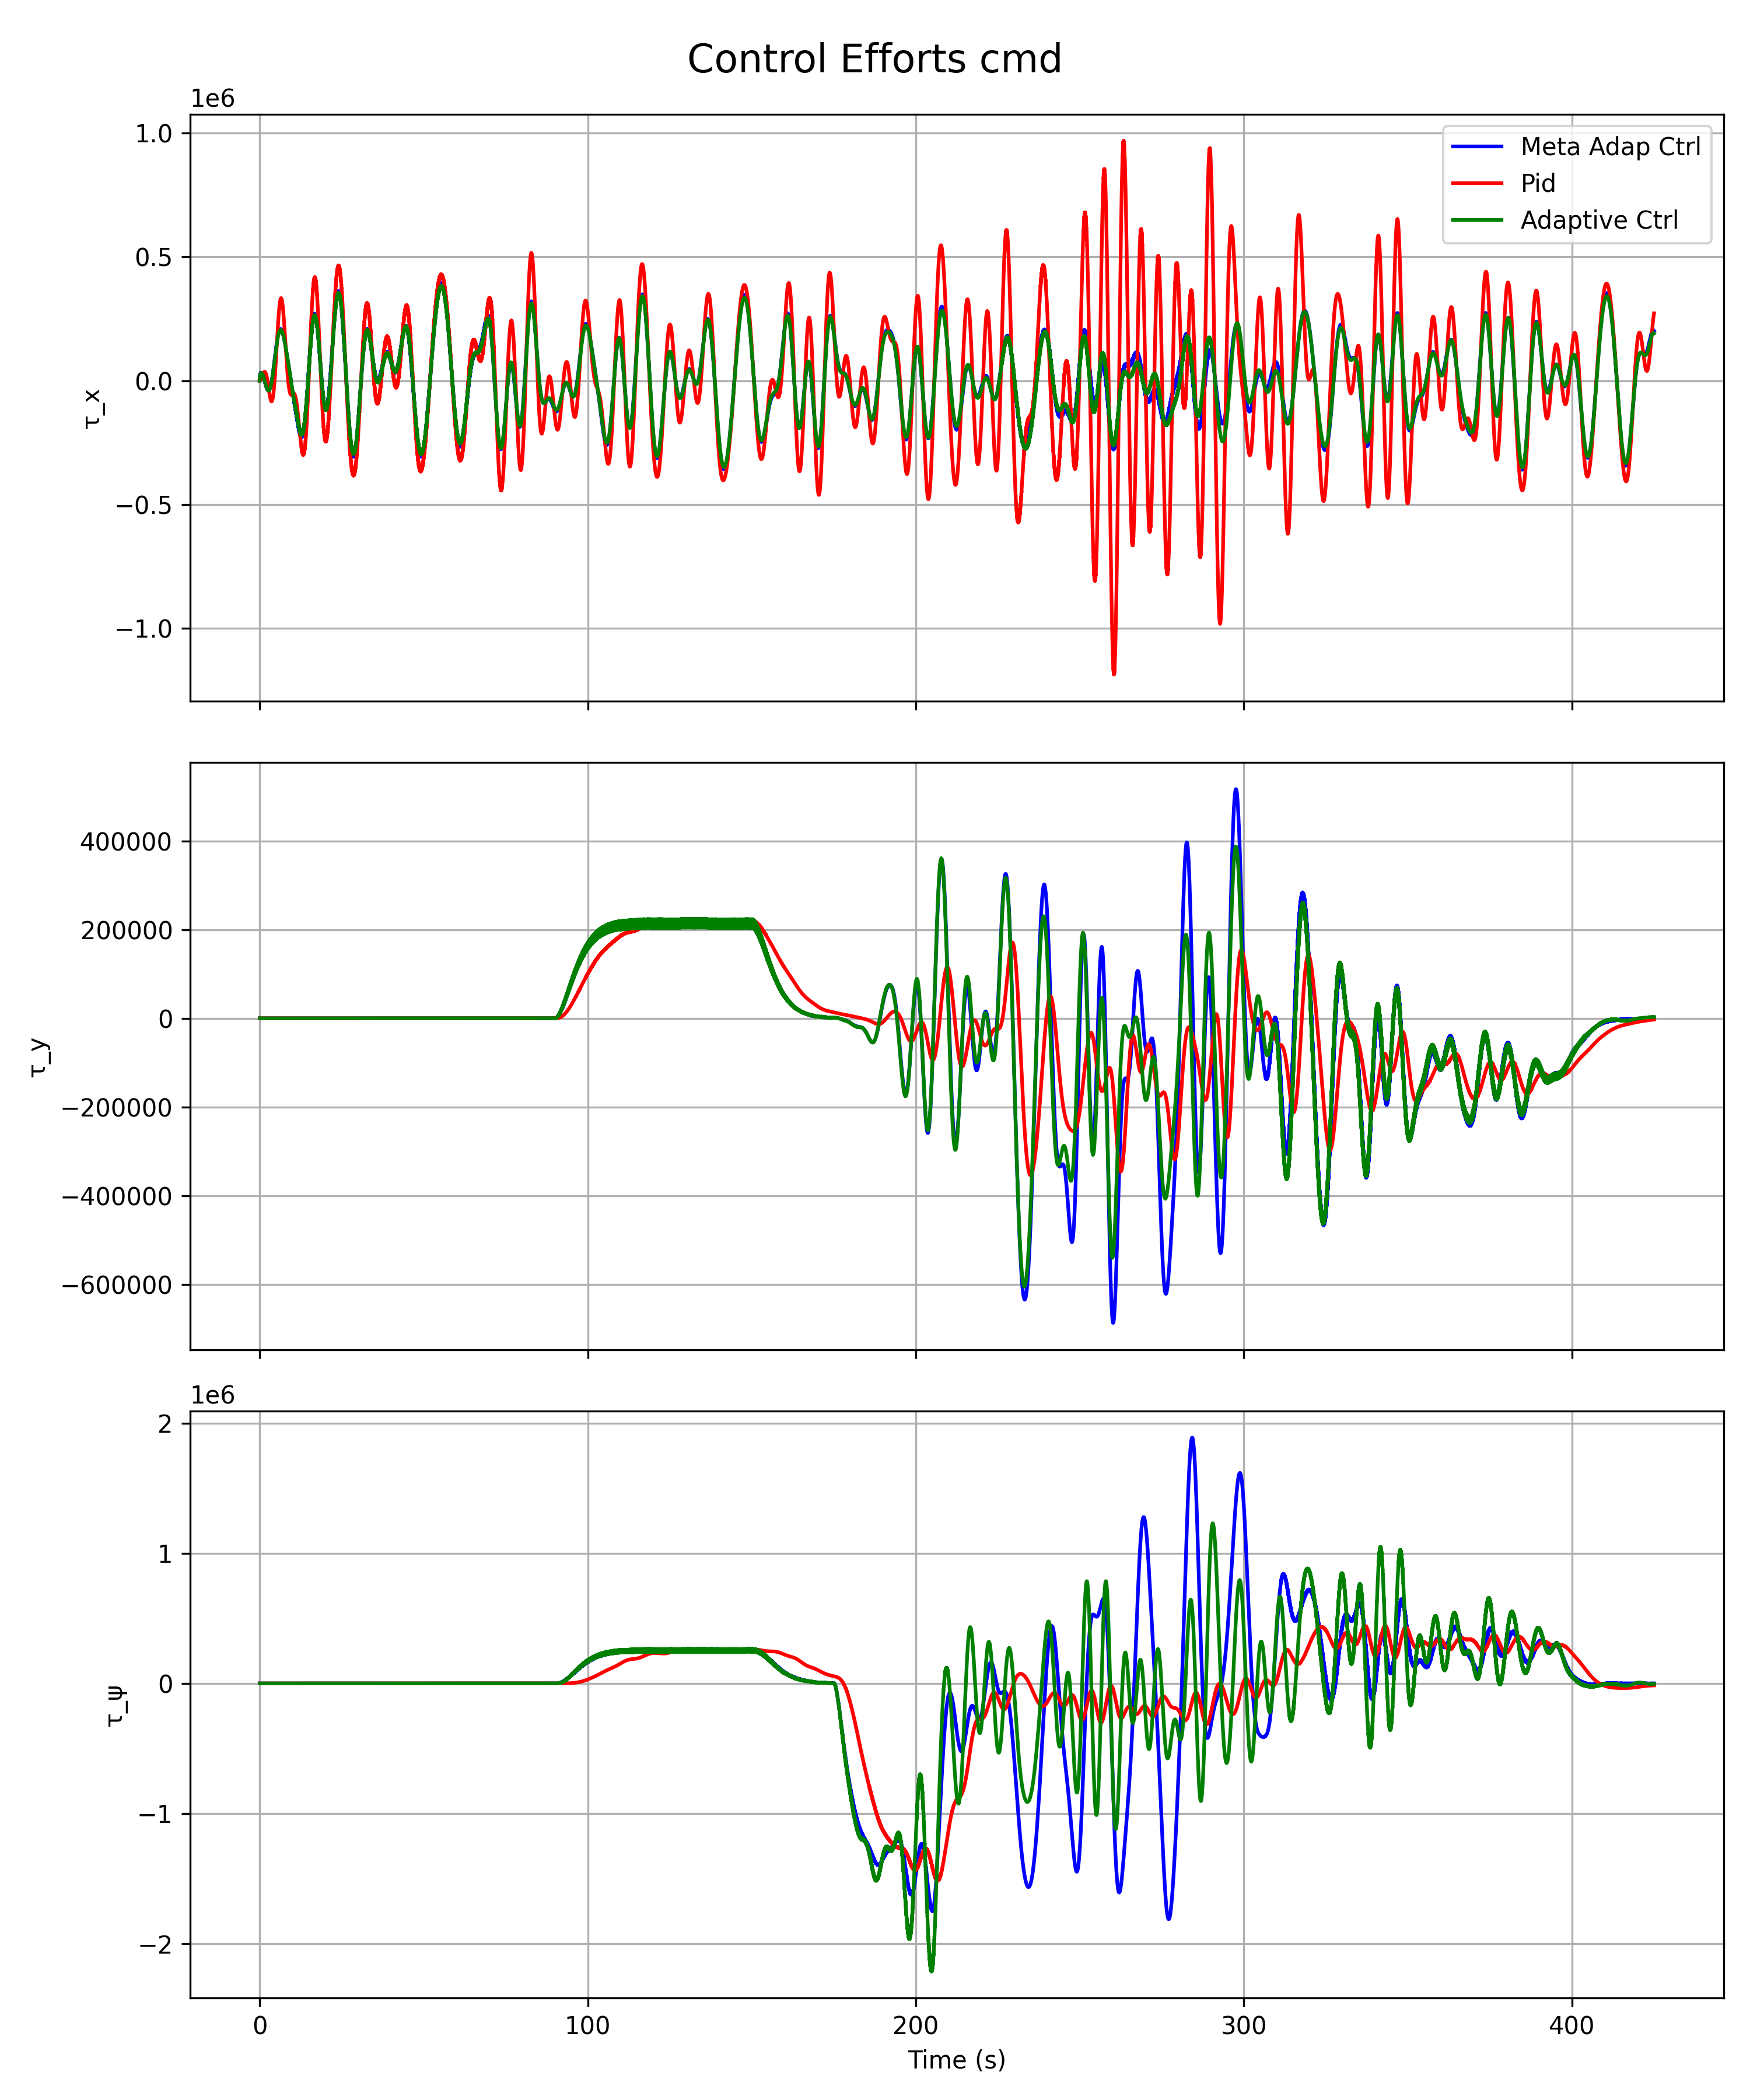 Control Efforts cmd
1e6
1.0
0.5
0.0
−0.5
−1.0
τ_x
Meta Adap Ctrl
Pid
Adaptive Ctrl
400000
200000
0
−200000
−400000
−600000
τ_y
1e6
2
1
0
−1
−2
τ_ψ
0 100 200 300 400
Time (s)